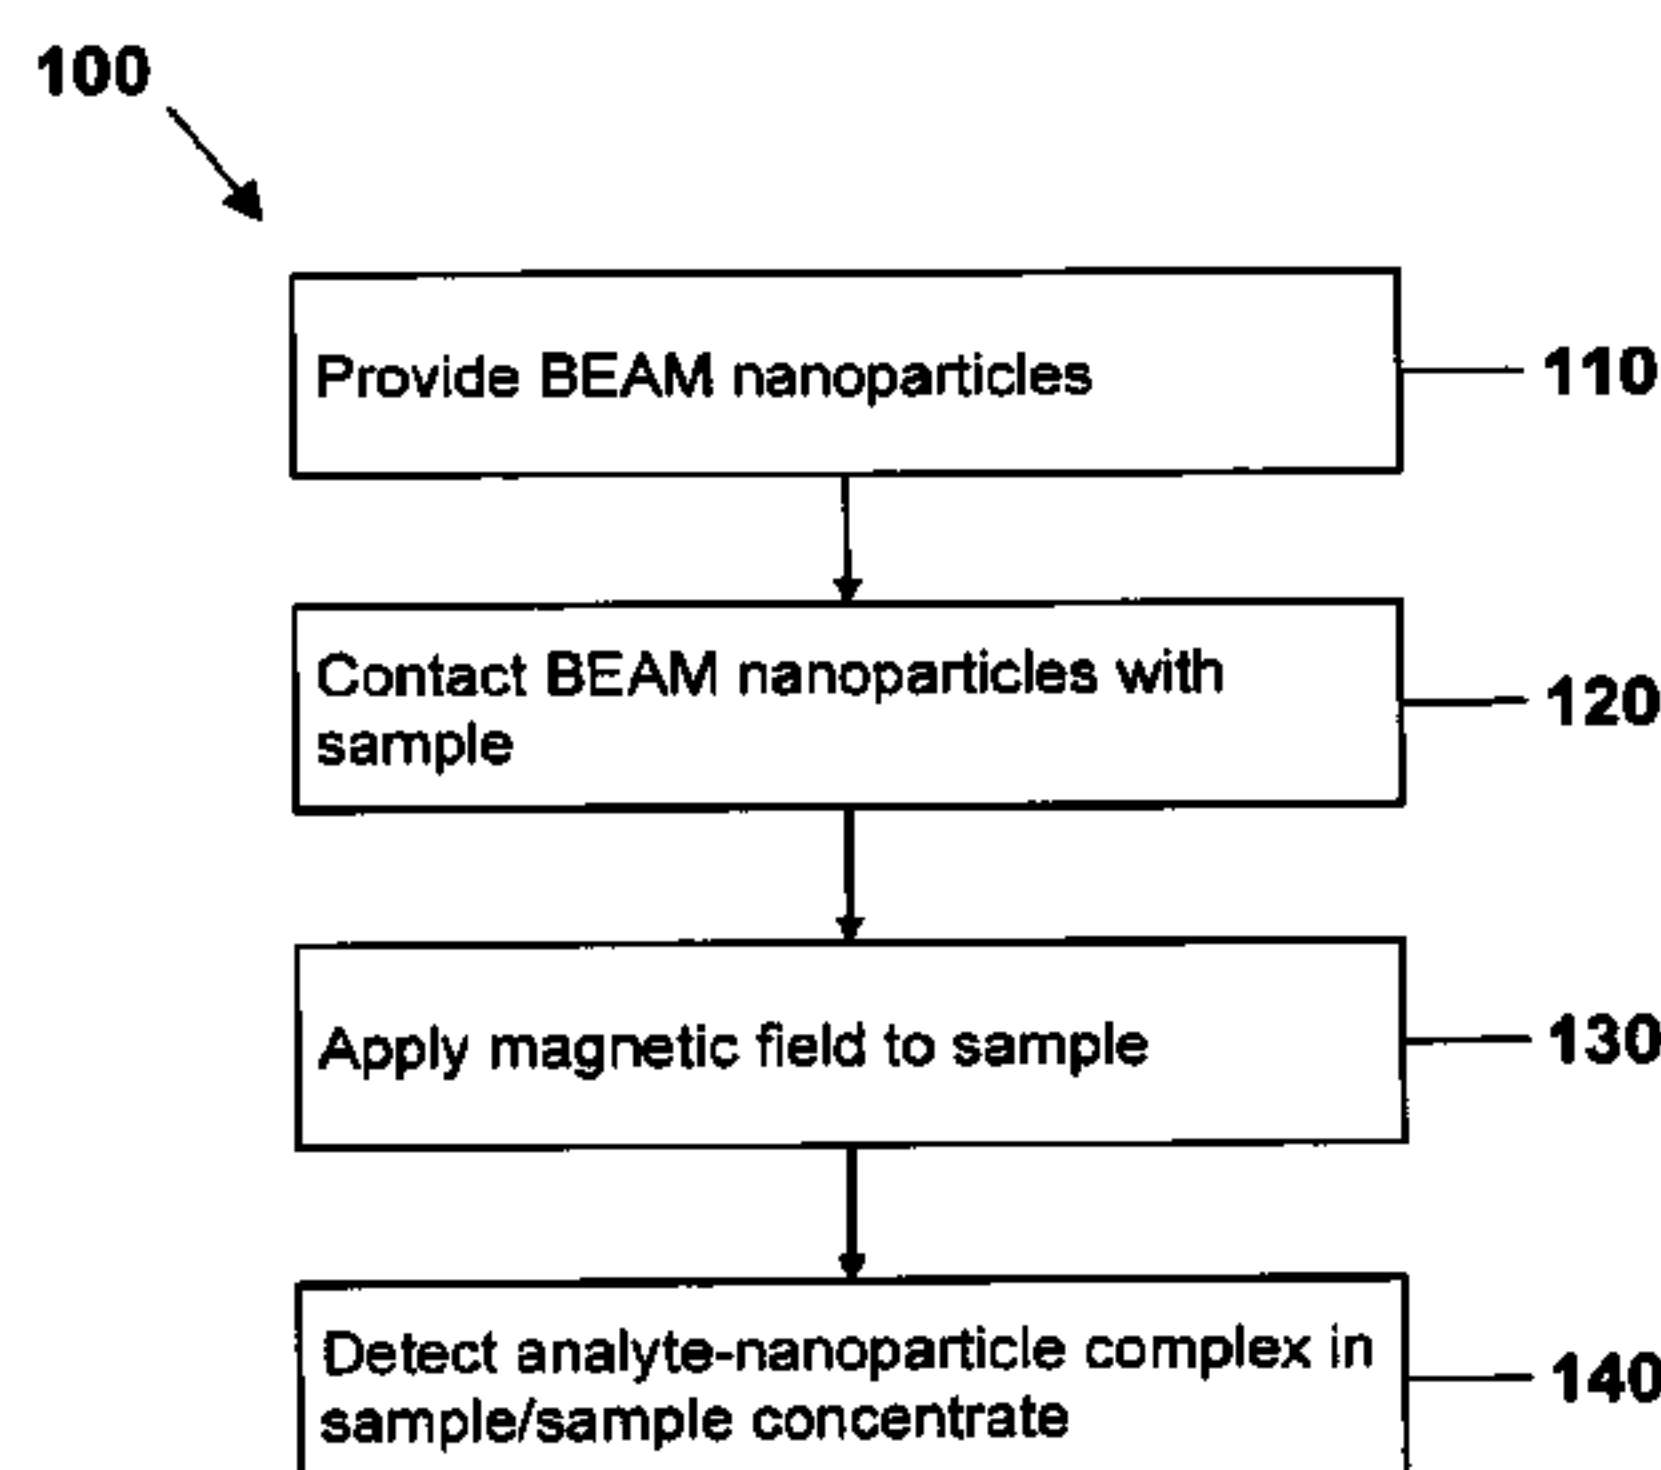 100
Provide BEAM nanoparticles
110
Contact BEAM nanoparticles with
sample
120
Apply magnetic field to sample
130
Detect analyte-nanoparticle complex in
sample/sample concentrate
140